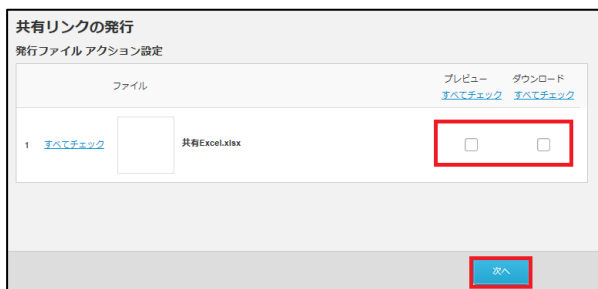 共有リンクの発行
発行ファイル アクション設定
ファイル プレビュー ダウンロード
すべてチェック すべてチェック
1 すべてチェック 共有Excel.xlsx
次へ